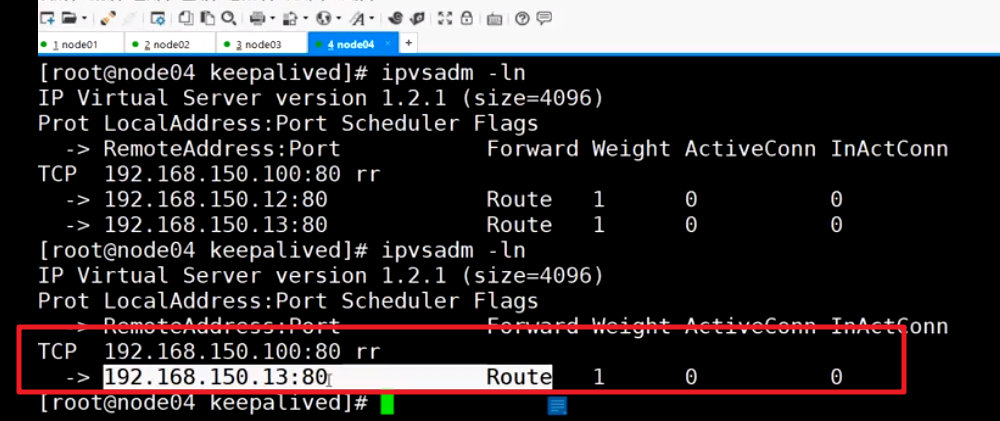 1 node01 2 node02 3 node03 4 node04 × +
[root@node04 keepalived]# ipvsadm -ln
IP Virtual Server version 1.2.1 (size=4096)
Prot LocalAddress:Port Scheduler Flags
  -> RemoteAddress:Port           Forward Weight ActiveConn InActConn
TCP  192.168.150.100:80 rr
  -> 192.168.150.12:80            Route   1      0          0
  -> 192.168.150.13:80            Route   1      0          0
[root@node04 keepalived]# ipvsadm -ln
IP Virtual Server version 1.2.1 (size=4096)
Prot LocalAddress:Port Scheduler Flags
  -> RemoteAddress:Port           Forward Weight ActiveConn InActConn
TCP  192.168.150.100:80 rr
  -> 192.168.150.13:80            Route   1      0          0
[root@node04 keepalived]#